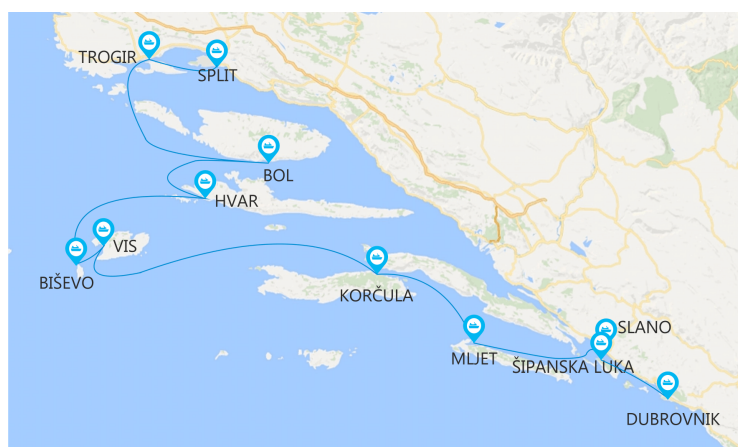 TROGIR
SPLIT
BOL
HVAR
VIS
BIŠEVO
KORČULA
SLANO
MLJET
ŠIPANSKA LUKA
DUBROVNIK